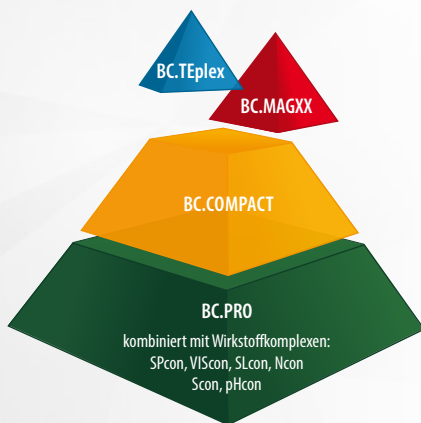 BC.TEplex
BC.MAGXX
BC.COMPACT
BC.PRO
kombiniert mit Wirkstoffkomplexen:
SPcon, VIScon, SLcon, Ncon
Scon, pHcon